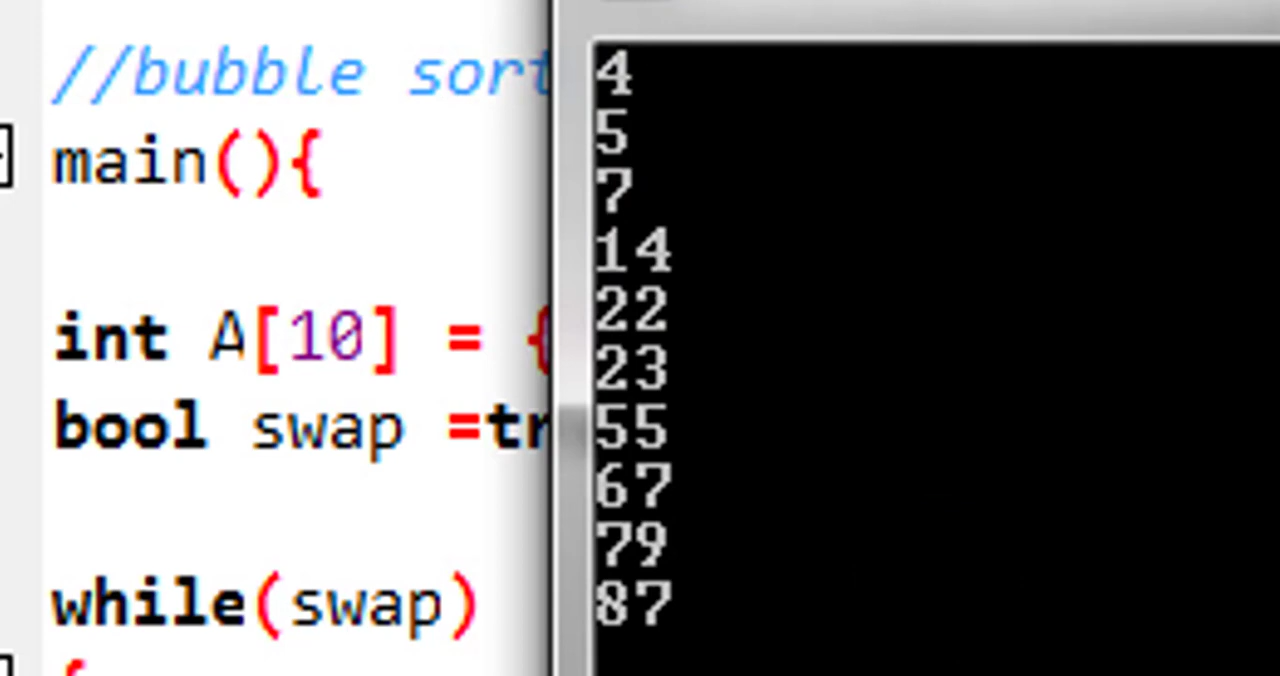 //bubble sort
main(){
int A[10] = {
bool swap =tr
while(swap)
{
4
5
7
14
22
23
55
67
79
87